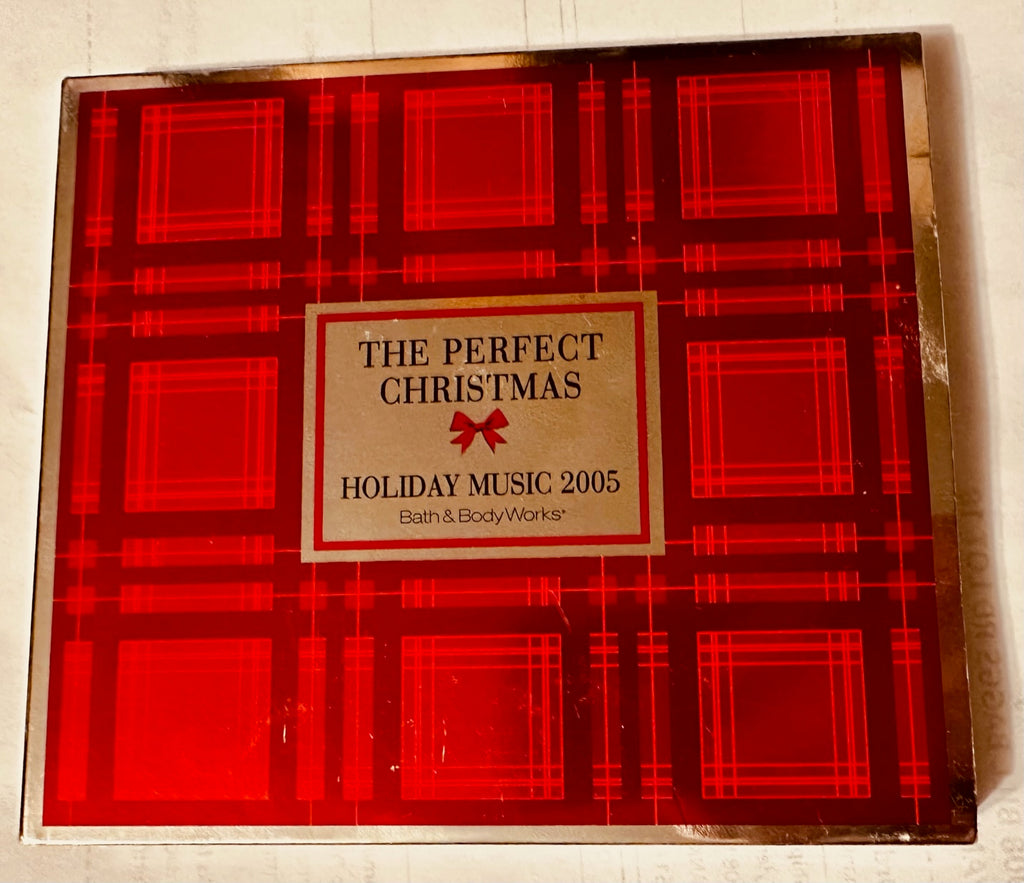 THE PERFECT
CHRISTMAS
HOLIDAY MUSIC 2005
Bath & Body Works®